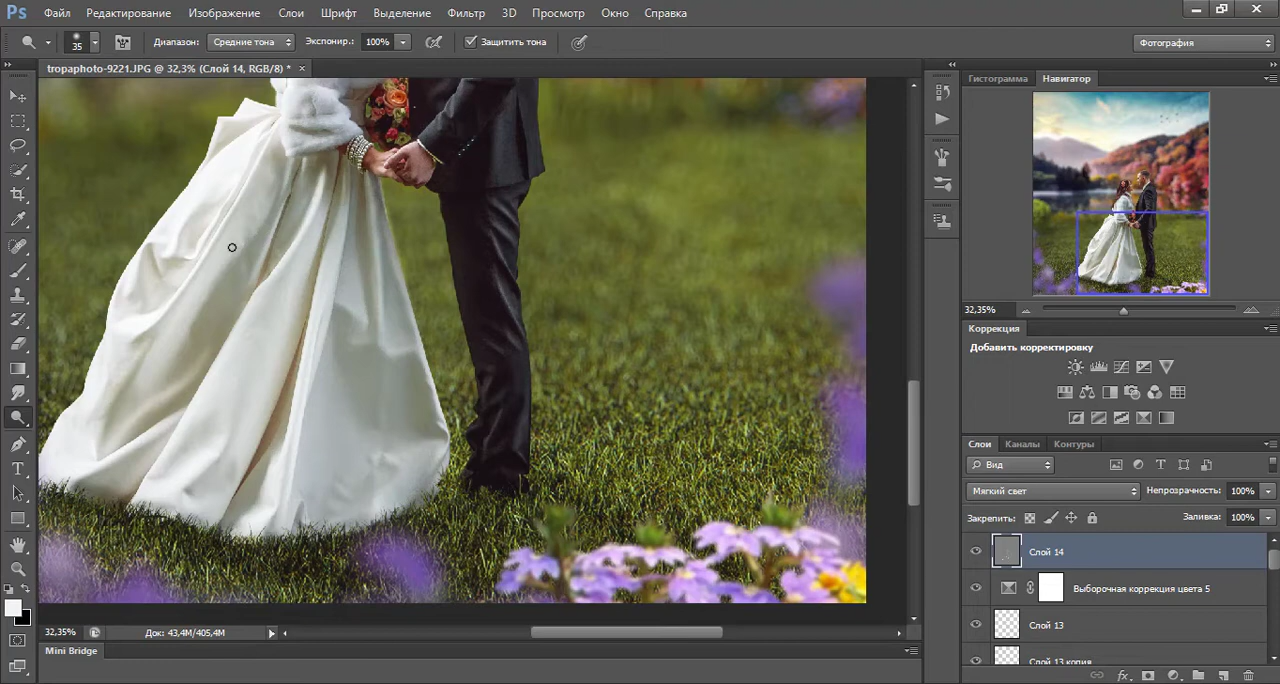 Ps Файл Редактирование Изображение Слои Шрифт Выделение Фильтр 3D Просмотр Окно Справка
35 Диапазон: Средние тона Экспонир.: 100% Защитить тона Фотография
tropaphoto-9221.JPG @ 32,3% (Слой 14, RGB/8) * ×
Гистограмма Навигатор
32,35%
Коррекция
Добавить корректировку
Слои Каналы Контуры
Вид
Мягкий свет Непрозрачность: 100%
Закрепить: Заливка: 100%
Слой 14
Выборочная коррекция цвета 5
Слой 13
Слой 13 копия
32,35% Док: 43,4M/405,4M
Mini Bridge